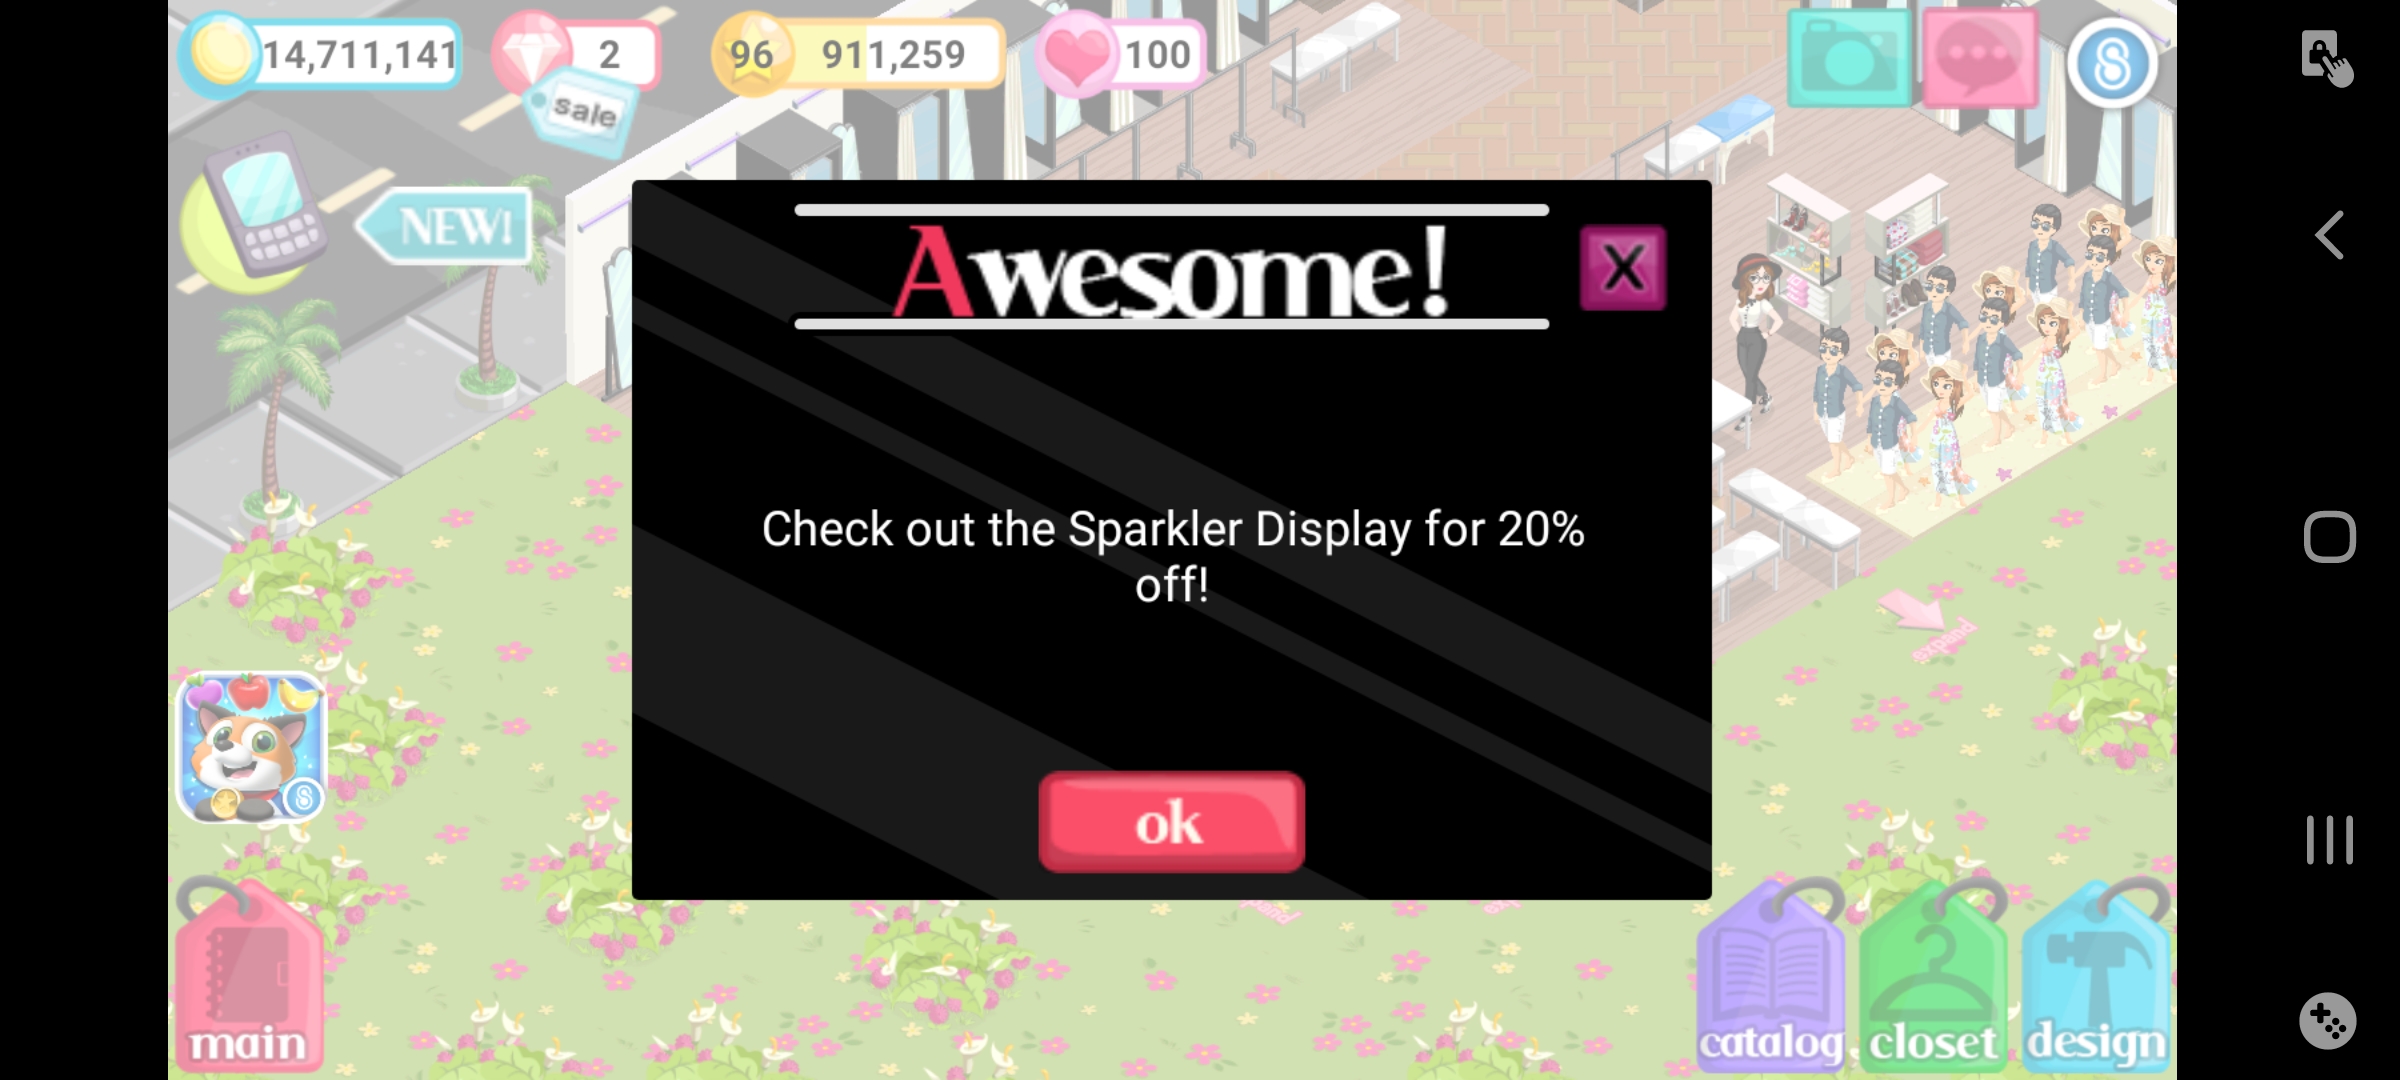 14,711,141
2
96 911,259
100
sale
NEW!
Awesome!
X
Check out the Sparkler Display for 20%
off!
expand
ok
main
catalog
closet
design